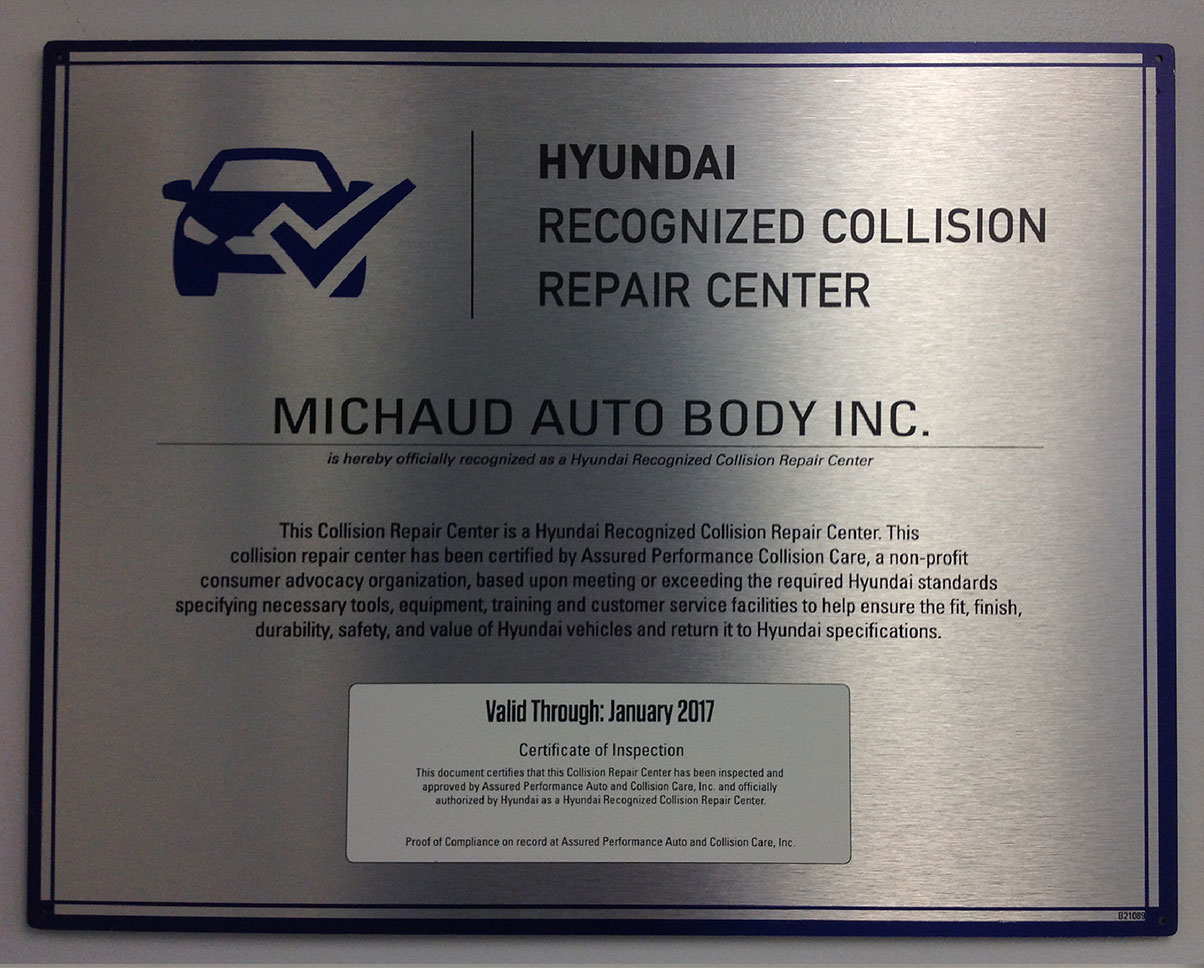 HYUNDAI
RECOGNIZED COLLISION
REPAIR CENTER
MICHAUD AUTO BODY INC.
is hereby officially recognized as a Hyundai Recognized Collision Repair Center
This Collision Repair Center is a Hyundai Recognized Collision Repair Center. This
collision repair center has been certified by Assured Performance Collision Care, a non-profit
consumer advocacy organization, based upon meeting or exceeding the required Hyundai standards
specifying necessary tools, equipment, training and customer service facilities to help ensure the fit, finish,
durability, safety, and value of Hyundai vehicles and return it to Hyundai specifications.
Valid Through: January 2017
Certificate of Inspection
This document certifies that this Collision Repair Center has been inspected and
approved by Assured Performance Auto and Collision Care, Inc. and officially
authorized by Hyundai as a Hyundai Recognized Collision Repair Center.
Proof of Compliance on record at Assured Performance Auto and Collision Care, Inc.
B21089